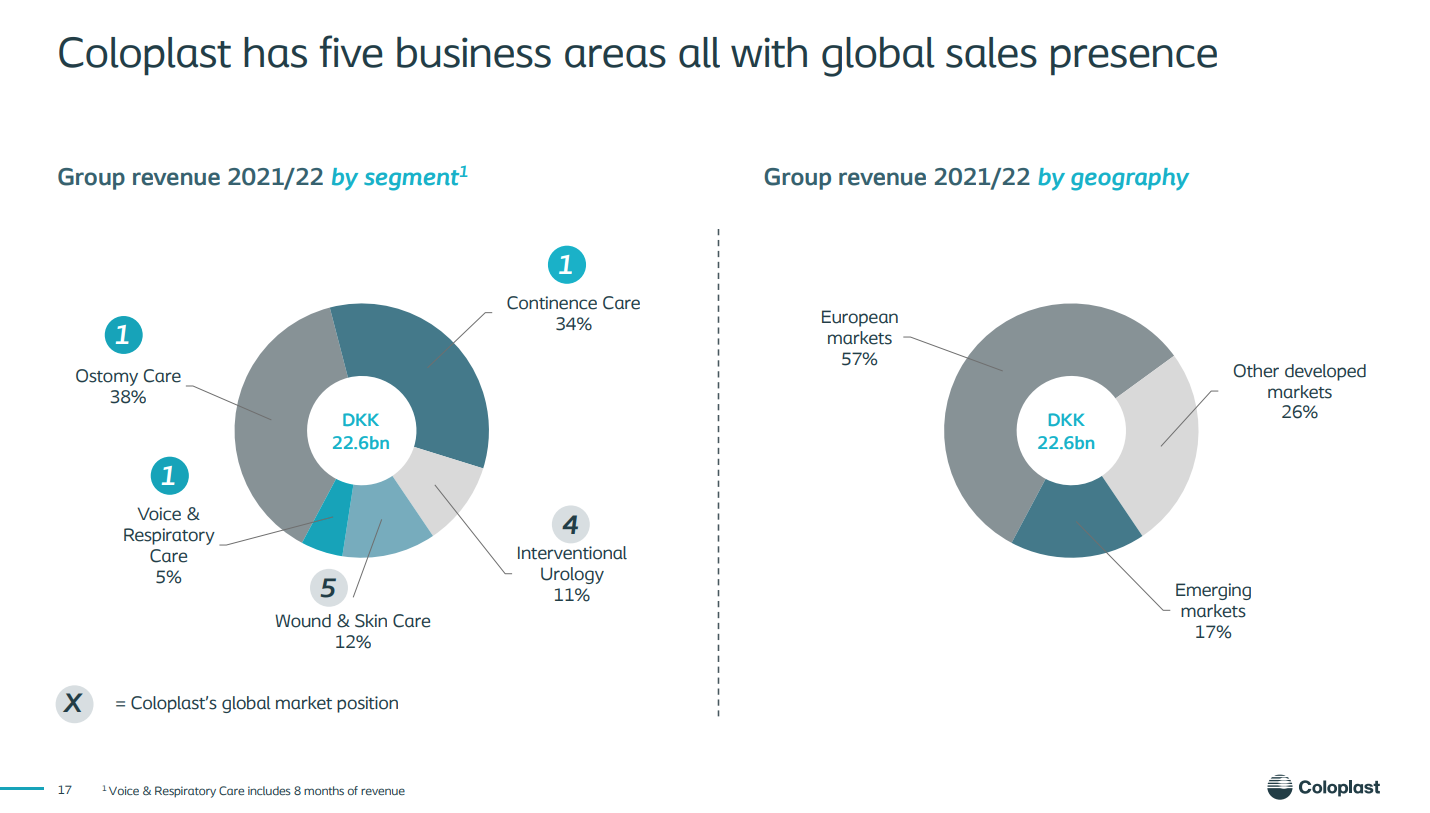 Coloplast has five business areas all with global sales presence
Group revenue 2021/22 by segment¹
1
Continence Care
34%
1
Ostomy Care
38%
DKK
22.6bn
1
Voice &
Respiratory
Care
5%
4
Interventional
Urology
11%
5
Wound & Skin Care
12%
X
= Coloplast's global market position
Group revenue 2021/22 by geography
European
markets
57%
Other developed
markets
26%
DKK
22.6bn
Emerging
markets
17%
17
¹ Voice & Respiratory Care includes 8 months of revenue
Coloplast